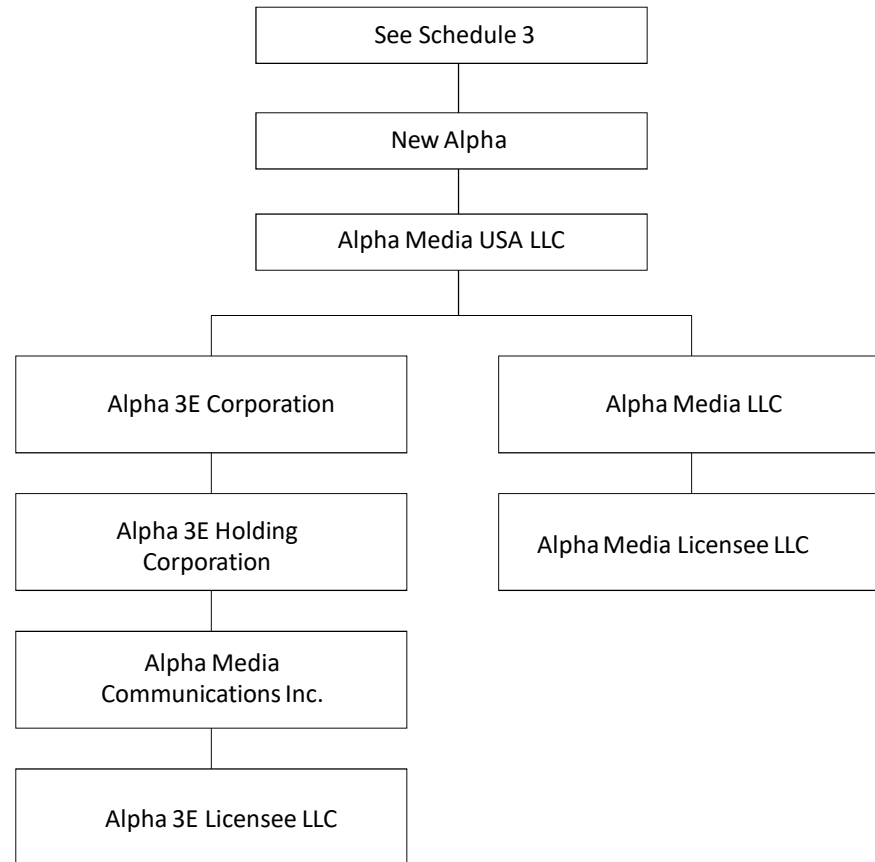 See Schedule 3
New Alpha
Alpha Media USA LLC
Alpha 3E Corporation
Alpha Media LLC
Alpha 3E Holding
Corporation
Alpha Media Licensee LLC
Alpha Media
Communications Inc.
Alpha 3E Licensee LLC